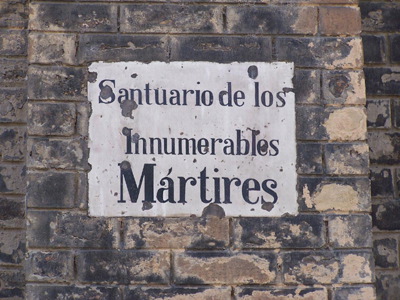 Santuario de los
Innumerables
Mártires